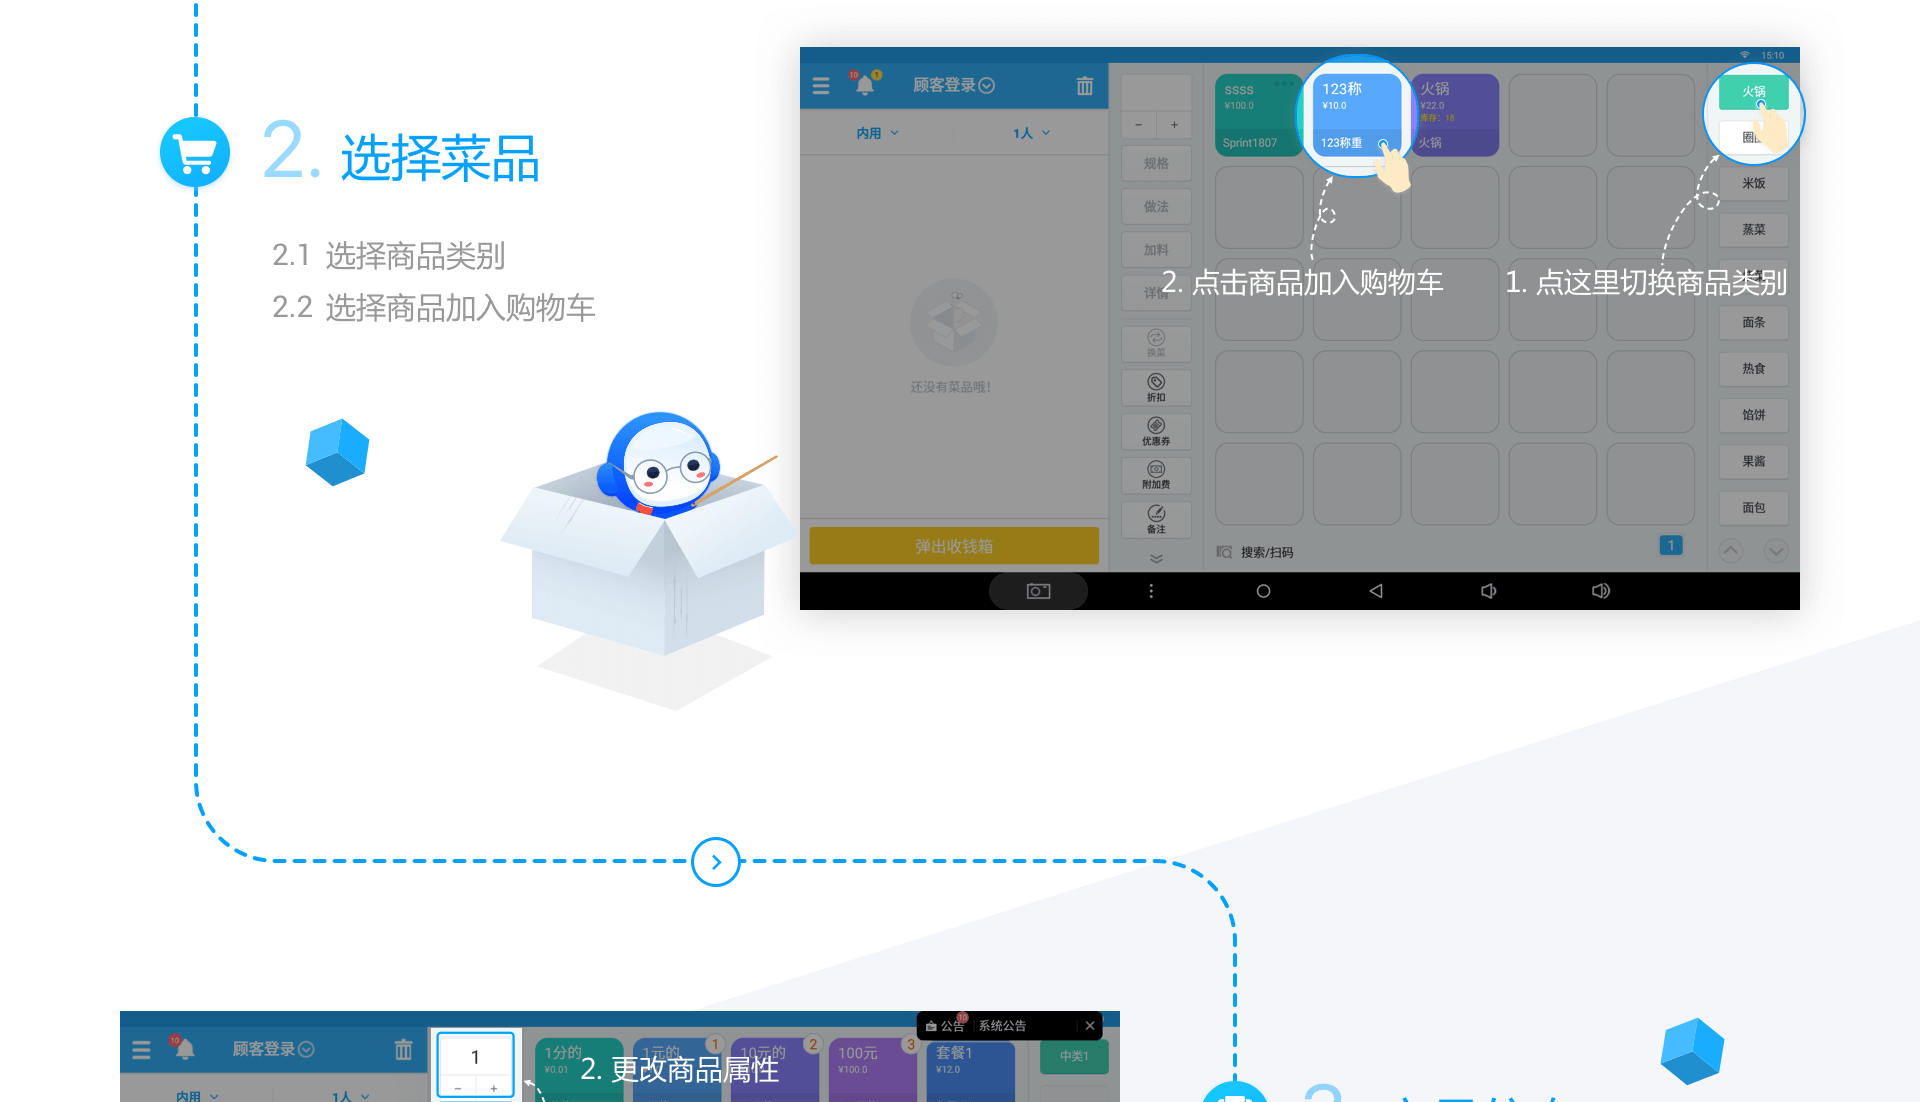 2. 选择菜品
2.1 选择商品类别
2.2 选择商品加入购物车
15:10
10
1
顾客登录
内用
1人
还没有菜品哦!
弹出收钱箱
-
+
规格
做法
加料
详情
换菜
折扣
优惠券
附加费
备注
ssss
¥100.0
Sprint1807
123称
¥10.0
123称重
火锅
¥22.0
库存: 18
火锅
2. 点击商品加入购物车
1. 点这里切换商品类别
火锅
米饭
蒸菜
面条
热食
馅饼
果酱
面包
搜索/扫码
1
10
顾客登录
内用
1人
1
-
+
2. 更改商品属性
1分的
¥0.01
1元的
1
10元的
2
100元
¥100.0
3
套餐1
¥12.0
公告
10
系统公告
中类1